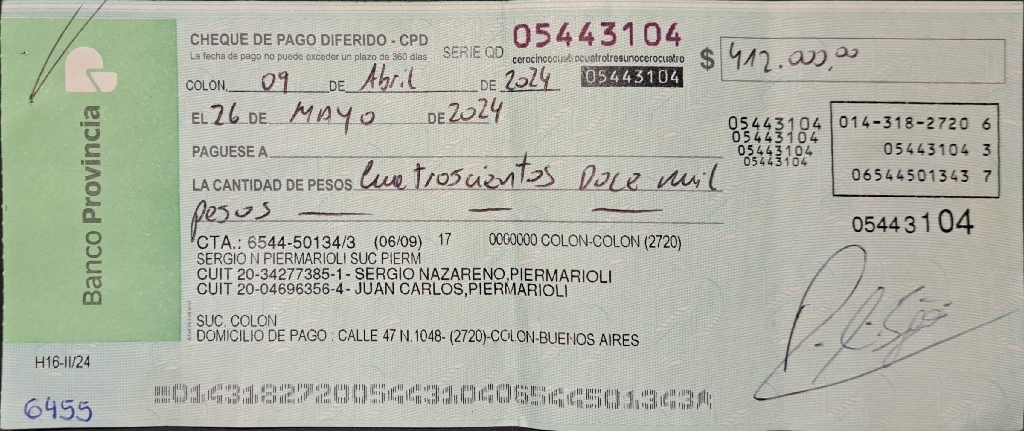 Banco Provincia
CHEQUE DE PAGO DIFERIDO - CPD
La fecha de pago no puede exceder un plazo de 360 días
SERIE QD 05443104
cerocincocuatrocuatrotresunocerocuatro
05443104
$ 412.000,00
COLON, 09 DE Abril DE 2024
EL 26 DE MAYO DE 2024
PAGUESE A
LA CANTIDAD DE PESOS Cuatroscientos Doce mil
pesos
05443104
05443104
05443104
05443104
014-318-2720 6
05443104 3
06544501343 7
05443104
CTA.: 6544-50134/3 (06/09) 17 0000000 COLON-COLON (2720)
SERGIO N PIERMARIOLI SUC PIERM
CUIT 20-34277385-1- SERGIO NAZARENO,PIERMARIOLI
CUIT 20-04696356-4- JUAN CARLOS,PIERMARIOLI
SUC. COLON
DOMICILIO DE PAGO : CALLE 47 N.1048- (2720)-COLON-BUENOS AIRES
H16-II/24
6455